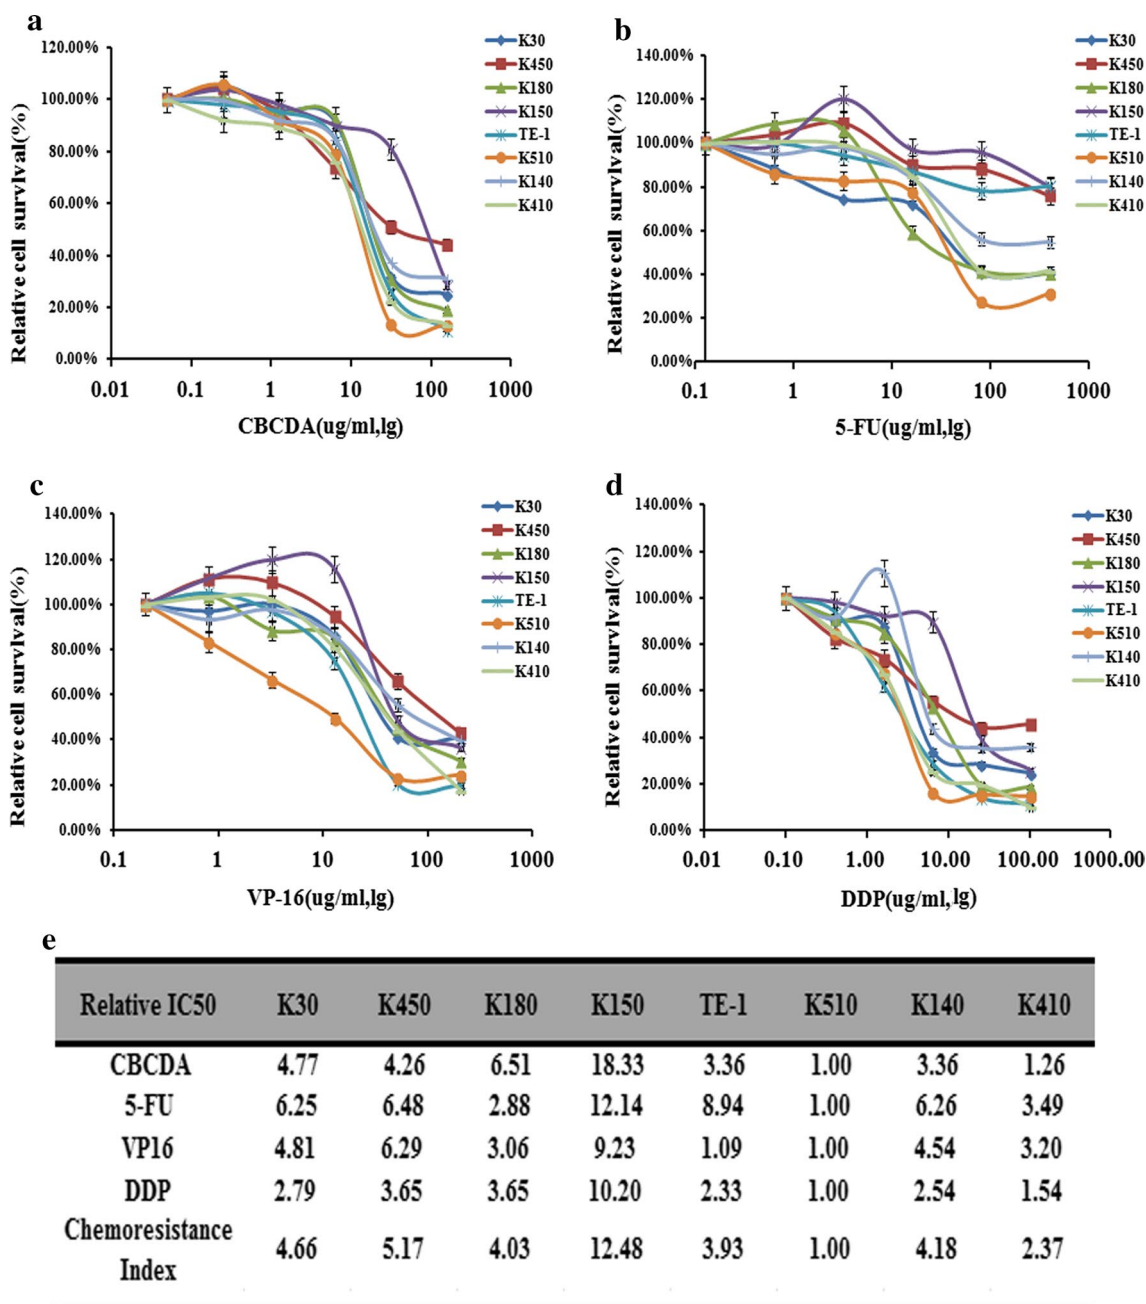 a
120.00%
100.00%
80.00%
60.00%
40.00%
20.00%
0.00%
Relative cell survival(%)
0.01 0.1 1 10 100 1000
CBCDA(ug/ml,lg)
K30
K450
K180
K150
TE-1
K510
K140
K410
b
140.00%
120.00%
100.00%
80.00%
60.00%
40.00%
20.00%
0.00%
Relative cell survival(%)
0.1 1 10 100 1000
5-FU(ug/ml,lg)
K30
K450
K180
K150
TE-1
K510
K140
K410
c
140.00%
120.00%
100.00%
80.00%
60.00%
40.00%
20.00%
0.00%
Relative cell survival(%)
0.1 1 10 100 1000
VP-16(ug/ml,lg)
K30
K450
K180
K150
TE-1
K510
K140
K410
d
140.00%
120.00%
100.00%
80.00%
60.00%
40.00%
20.00%
0.00%
Relative cell survival(%)
0.01 0.10 1.00 10.00 100.00 1000.00
DDP(ug/ml,lg)
K30
K450
K180
K150
TE-1
K510
K140
K410
e
Relative IC50 K30 K450 K180 K150 TE-1 K510 K140 K410
CBCDA 4.77 4.26 6.51 18.33 3.36 1.00 3.36 1.26
5-FU 6.25 6.48 2.88 12.14 8.94 1.00 6.26 3.49
VP16 4.81 6.29 3.06 9.23 1.09 1.00 4.54 3.20
DDP 2.79 3.65 3.65 10.20 2.33 1.00 2.54 1.54
Chemoresistance
Index 4.66 5.17 4.03 12.48 3.93 1.00 4.18 2.37